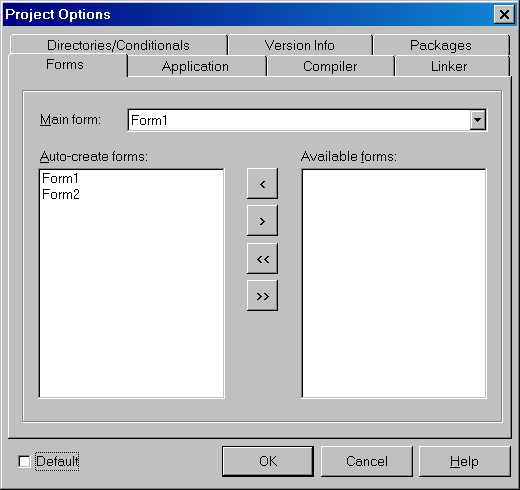 Project Options
Directories/Conditionals Version Info Packages
Forms Application Compiler Linker
Main form: Form1
Auto-create forms: Available forms:
Form1
Form2
<
>
<<
>>
Default OK Cancel Help